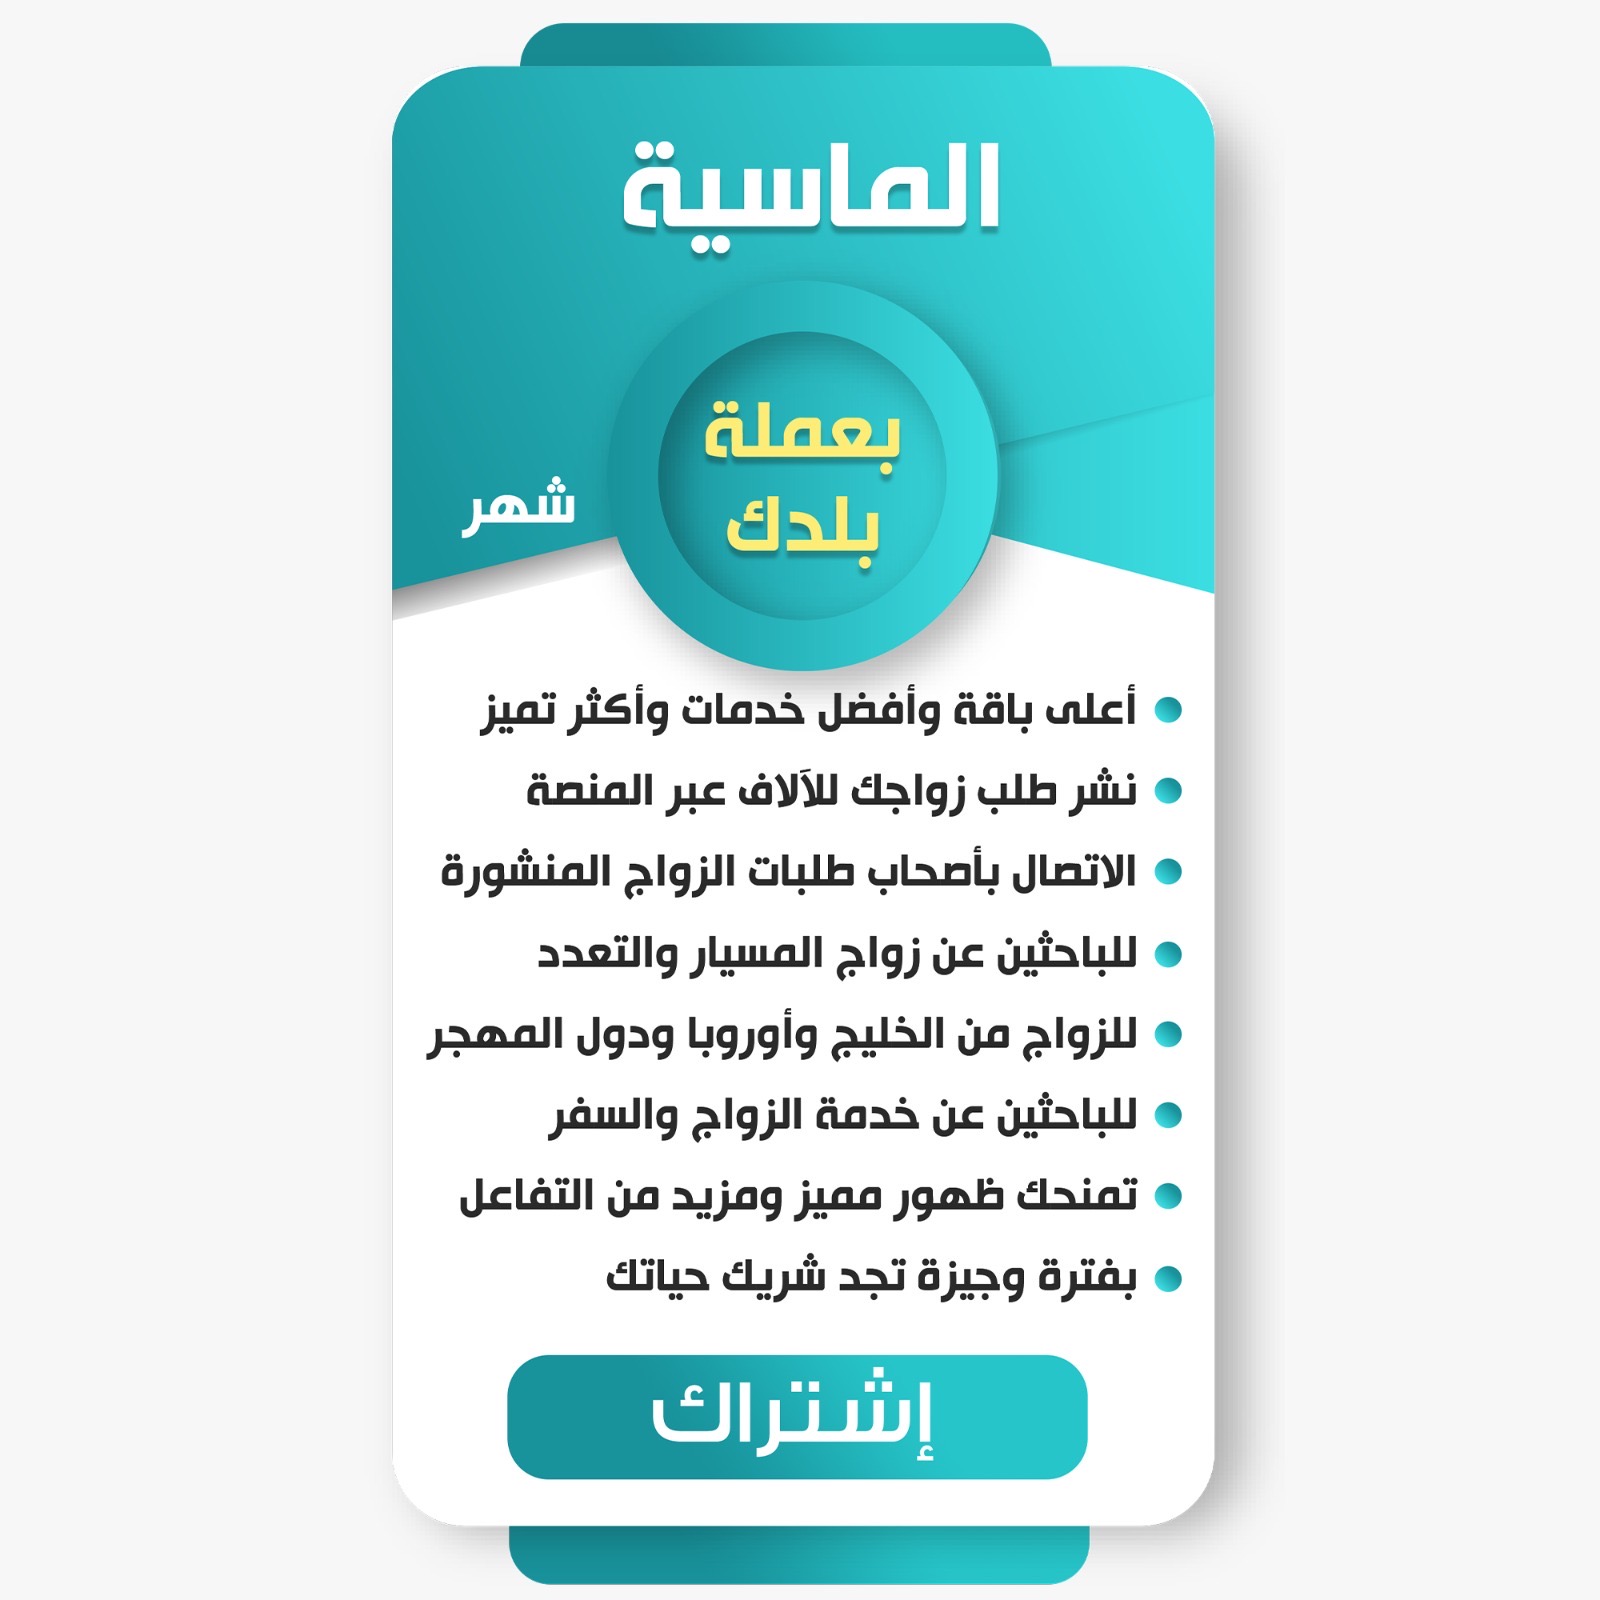 الماسية
بعملة
بلدك
شهر
أعلى باقة وأفضل خدمات وأكثر تميز
نشر طلب زواجك للآلاف عبر المنصة
الاتصال بأصحاب طلبات الزواج المنشورة
للباحثين عن زواج المسيار والتعدد
للزواج من الخليج وأوروبا ودول المهجر
للباحثين عن خدمة الزواج والسفر
تمنحك ظهور مميز ومزيد من التفاعل
بفترة وجيزة تجد شريك حياتك
إشتراك